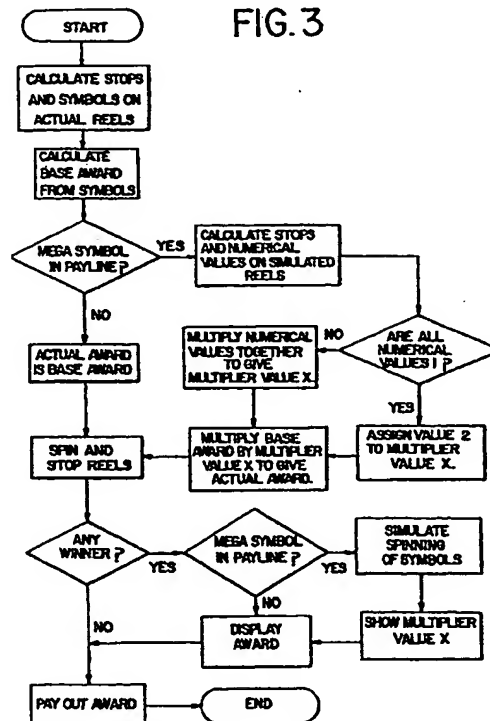 FIG. 3
START
CALCULATE STOPS
AND SYMBOLS ON
ACTUAL REELS
CALCULATE
BASE AWARD
FROM SYMBOLS
MEGA SYMBOL
IN PAYLINE?
YES
CALCULATE STOPS
AND NUMERICAL
VALUES ON SIMULATED
REELS
NO
ARE ALL
NUMERICAL
VALUES 1?
NO
MULTIPLY NUMERICAL
VALUES TOGETHER
TO GIVE
MULTIPLIER VALUE X.
YES
ACTUAL AWARD
IS BASE AWARD
ASSIGN VALUE 2
TO MULTIPLIER
VALUE X.
MULTIPLY BASE
AWARD BY MULTIPLIER
VALUE X TO GIVE
ACTUAL AWARD.
SPIN AND
STOP REELS
ANY
WINNER?
YES
MEGA SYMBOL
IN PAYLINE?
YES
SIMULATE
SPINNING
OF SYMBOLS
NO
NO
DISPLAY
AWARD
SHOW MULTIPLIER
VALUE X
PAY OUT AWARD
END